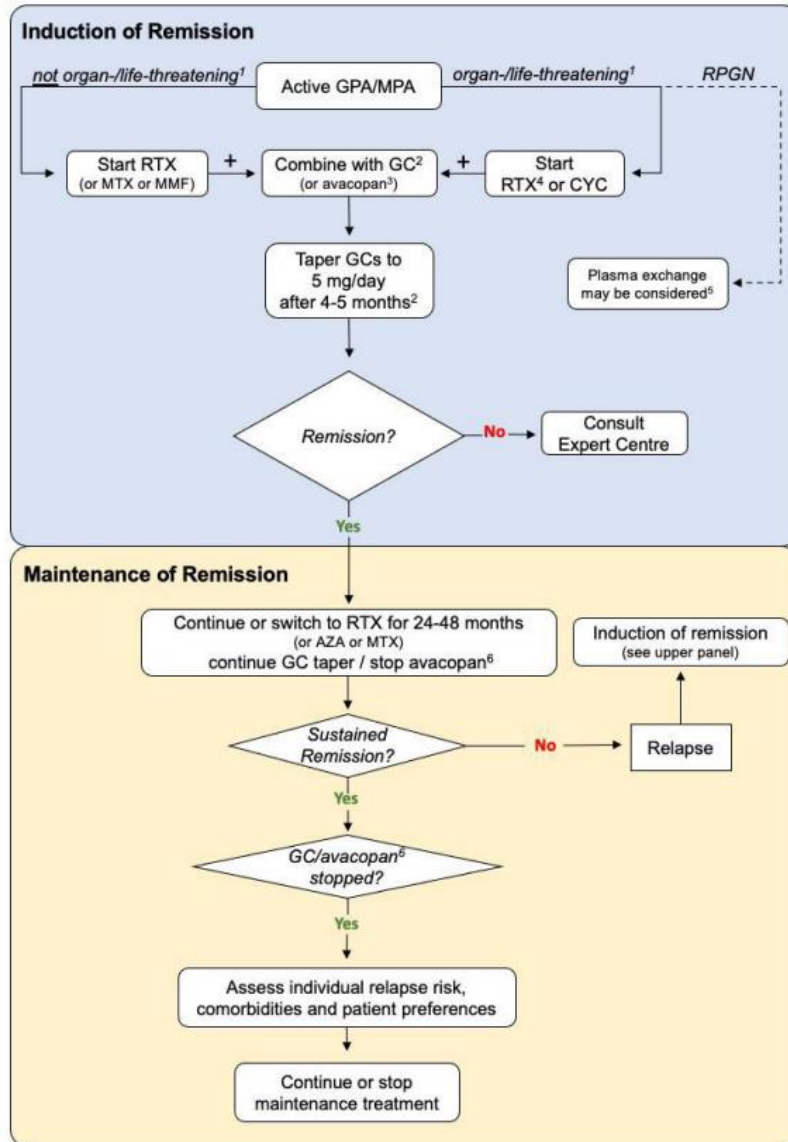 Induction of Remission
not organ-/life-threatening¹
Active GPA/MPA
organ-/life-threatening¹
RPGN
Start RTX
(or MTX or MMF)
+
Combine with GC²
(or avacopan³)
+
Start
RTX⁴ or CYC
Taper GCs to
5 mg/day
after 4-5 months²
Plasma exchange
may be considered⁵
Remission?
No
Consult
Expert Centre
Yes
Maintenance of Remission
Continue or switch to RTX for 24-48 months
(or AZA or MTX)
continue GC taper / stop avacopan⁶
Induction of remission
(see upper panel)
Sustained
Remission?
No
Relapse
Yes
GC/avacopan⁶
stopped?
Yes
Assess individual relapse risk,
comorbidities and patient preferences
Continue or stop
maintenance treatment